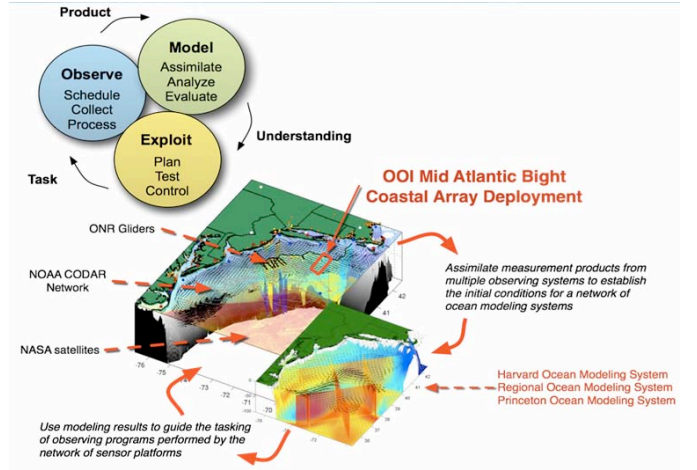 Product
Model
Assimilate
Analyze
Evaluate
Observe
Schedule
Collect
Process
Exploit
Plan
Test
Control
Understanding
Task
OOI Mid Atlantic Bight
Coastal Array Deployment
ONR Gliders
NOAA CODAR
Network
NASA satellites
Assimilate measurement products from
multiple observing systems to establish
the initial conditions for a network of
ocean modeling systems
42
41
-76
-75
-74
-73
-72
-71
-70
Harvard Ocean Modeling System
Regional Ocean Modeling System
Princeton Ocean Modeling System
Use modeling results to guide the tasking
of observing programs performed by the
network of sensor platforms